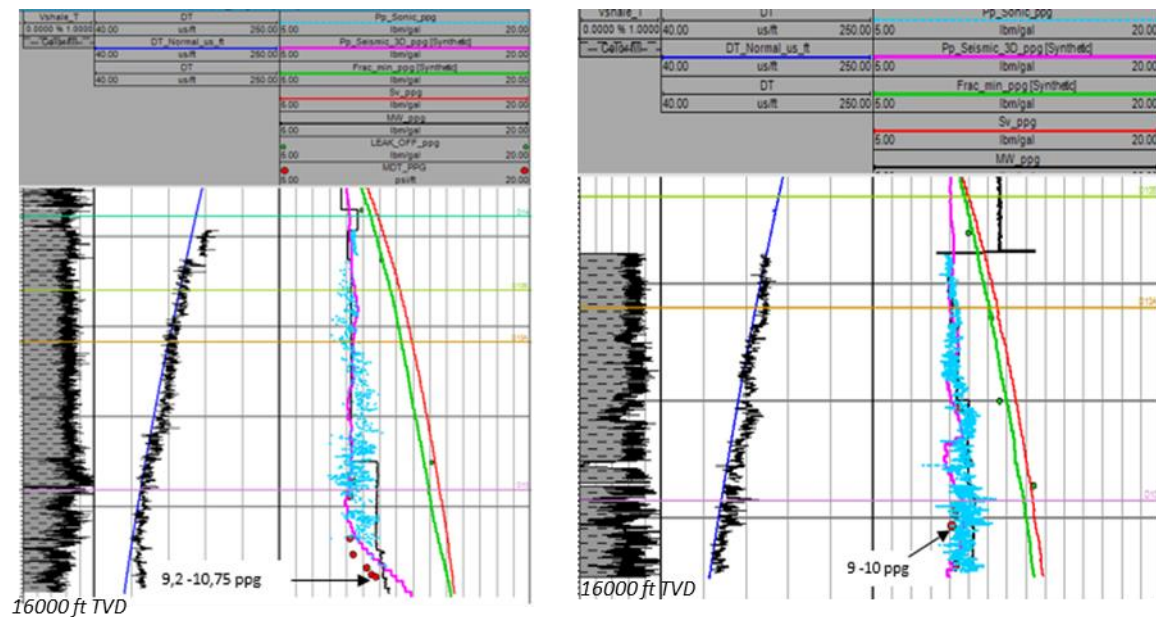 Vshale_T
DT
Pp_Sonic_ppg
0.0000 % 1.0000
40.00 us/ft 250.00
5.00 lbm/gal 20.00
DT_Normal_us_ft
Pp_Seismic_3D_ppg [Synthetic]
40.00 us/ft 250.00
5.00 lbm/gal 20.00
DT
Frac_min_ppg [Synthetic]
40.00 us/ft 250.00
5.00 lbm/gal 20.00
Sv_ppg
5.00 lbm/gal 20.00
MW_ppg
5.00 lbm/gal 20.00
LEAK_OFF_ppg
5.00 lbm/gal 20.00
MDT_PPG
5.00 psi/ft 20.00
9,2 -10,75 ppg
16000 ft TVD
Vshale_T
DT
Pp_Sonic_ppg
0.0000 % 1.0000
40.00 us/ft 250.00
5.00 lbm/gal 20.00
DT_Normal_us_ft
Pp_Seismic_3D_ppg [Synthetic]
40.00 us/ft 250.00
5.00 lbm/gal 20.00
DT
Frac_min_ppg [Synthetic]
40.00 us/ft 250.00
5.00 lbm/gal 20.00
Sv_ppg
5.00 lbm/gal 20.00
MW_ppg
9 -10 ppg
16000 ft TVD